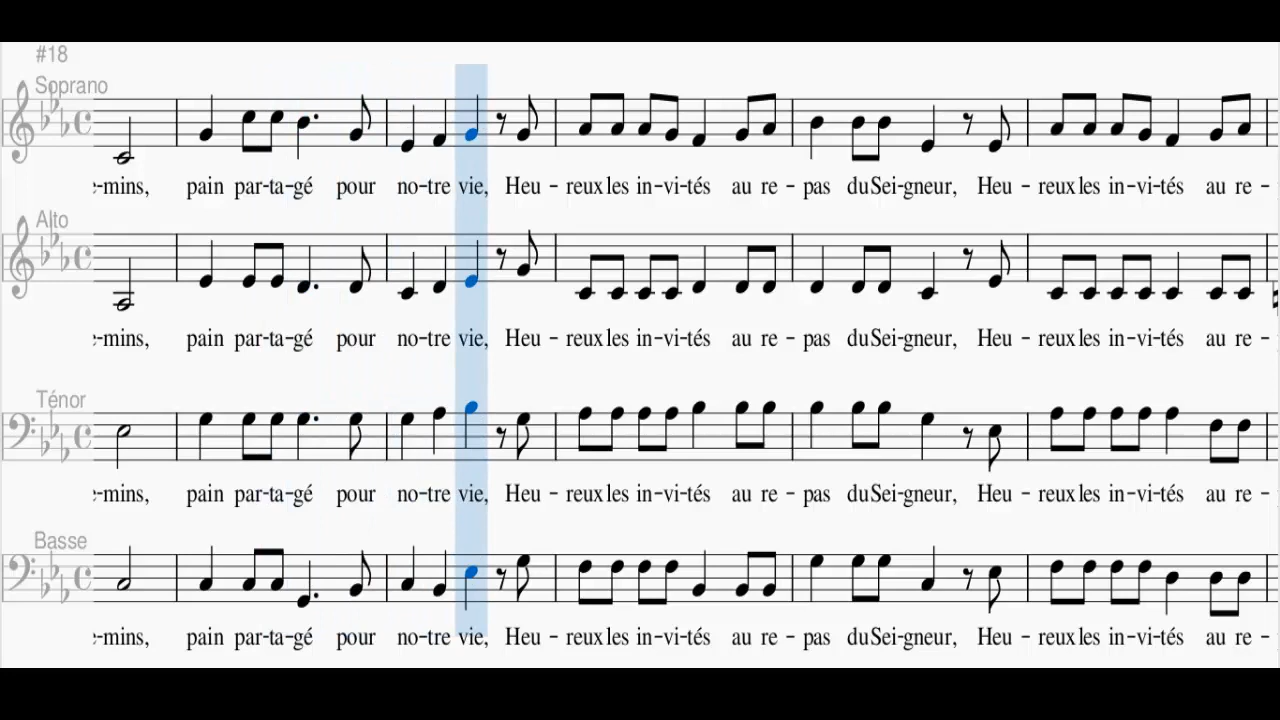 #18
Soprano
-mins, pain par-ta-gé pour no-tre vie, Heu - reux les in-vi-tés au re - pas du Sei-gneur, Heu - reux les in-vi-tés au re -
Alto
-mins, pain par-ta-gé pour no-tre vie, Heu - reux les in-vi-tés au re - pas du Sei-gneur, Heu - reux les in-vi-tés au re -
Ténor
-mins, pain par-ta-gé pour no-tre vie, Heu - reux les in-vi-tés au re - pas du Sei-gneur, Heu - reux les in-vi-tés au re -
Basse
-mins, pain par-ta-gé pour no-tre vie, Heu - reux les in-vi-tés au re - pas du Sei-gneur, Heu - reux les in-vi-tés au re -